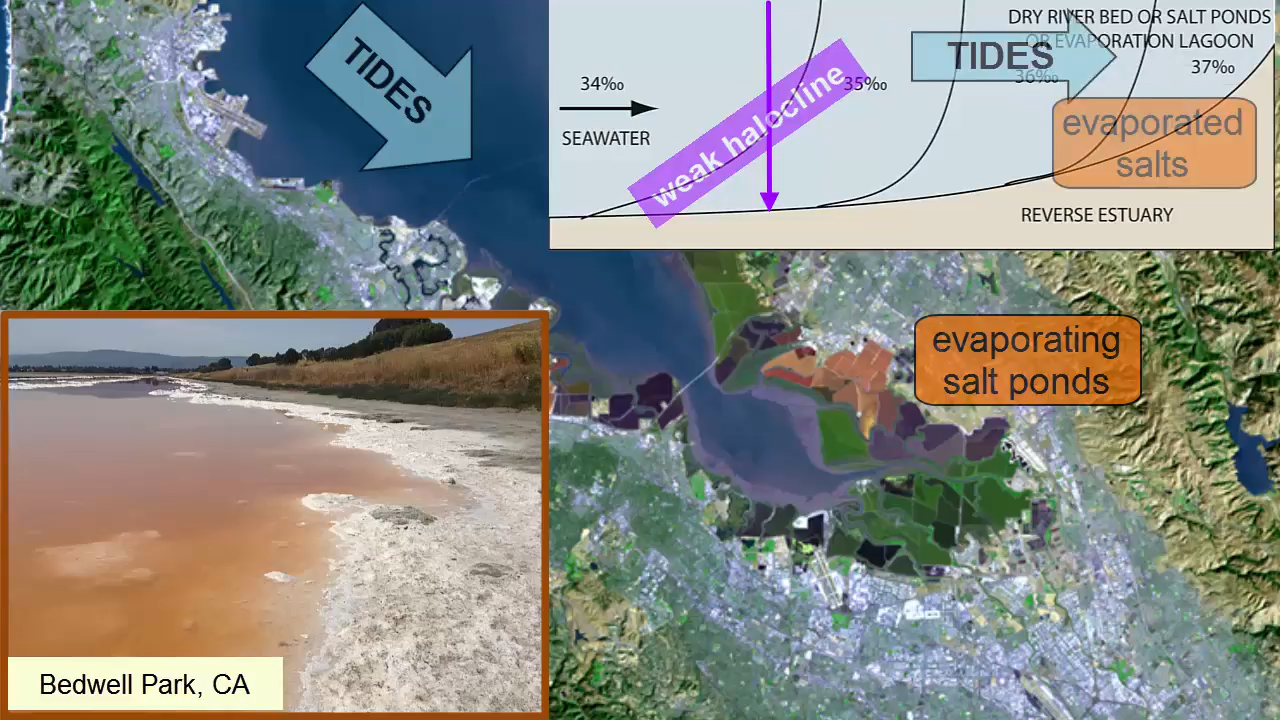 TIDES
DRY RIVER BED OR SALT PONDS
OR EVAPORATION LAGOON
TIDES
34‰
35‰
36‰
37‰
SEAWATER
weak halocline
evaporated
salts
REVERSE ESTUARY
evaporating
salt ponds
Bedwell Park, CA